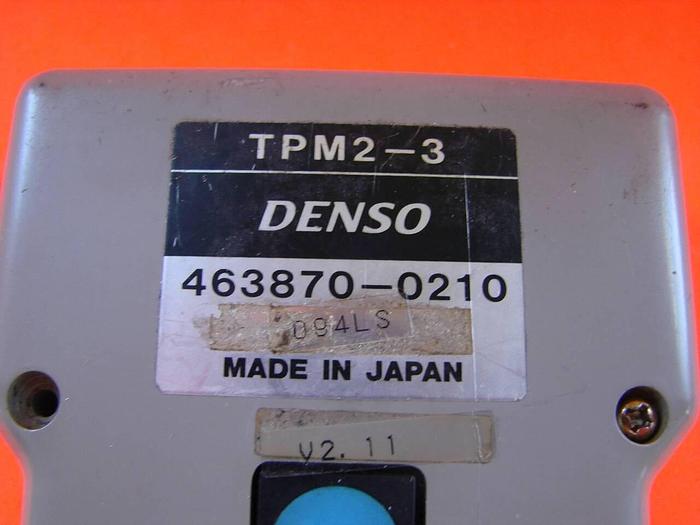 TPM2-3
DENSO
463870-0210
094LS
MADE IN JAPAN
V2.11